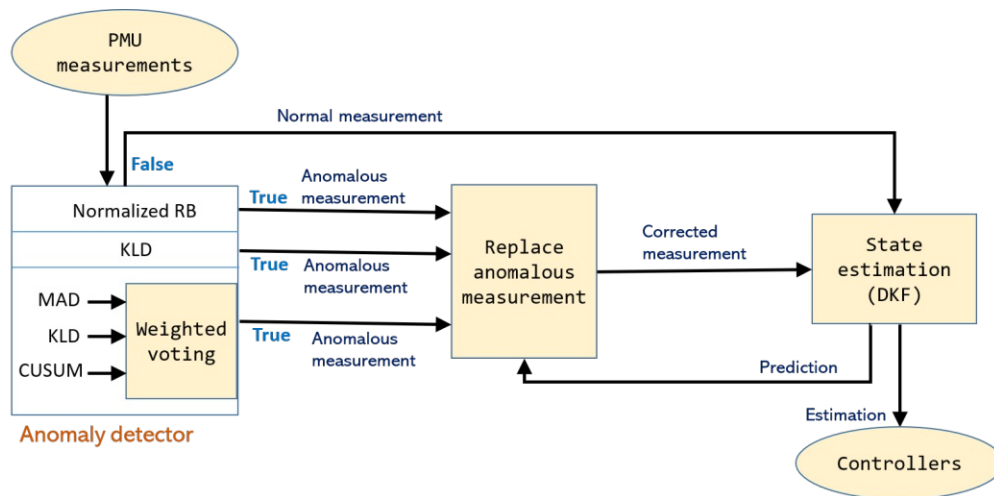 PMU
measurements
Normal measurement
False
Normalized RB
KLD
MAD
KLD
CUSUM
Weighted
voting
Anomaly detector
True
Anomalous
measurement
True
Anomalous
measurement
True
Anomalous
measurement
Replace
anomalous
measurement
Corrected
measurement
State
estimation
(DKF)
Prediction
Estimation
Controllers